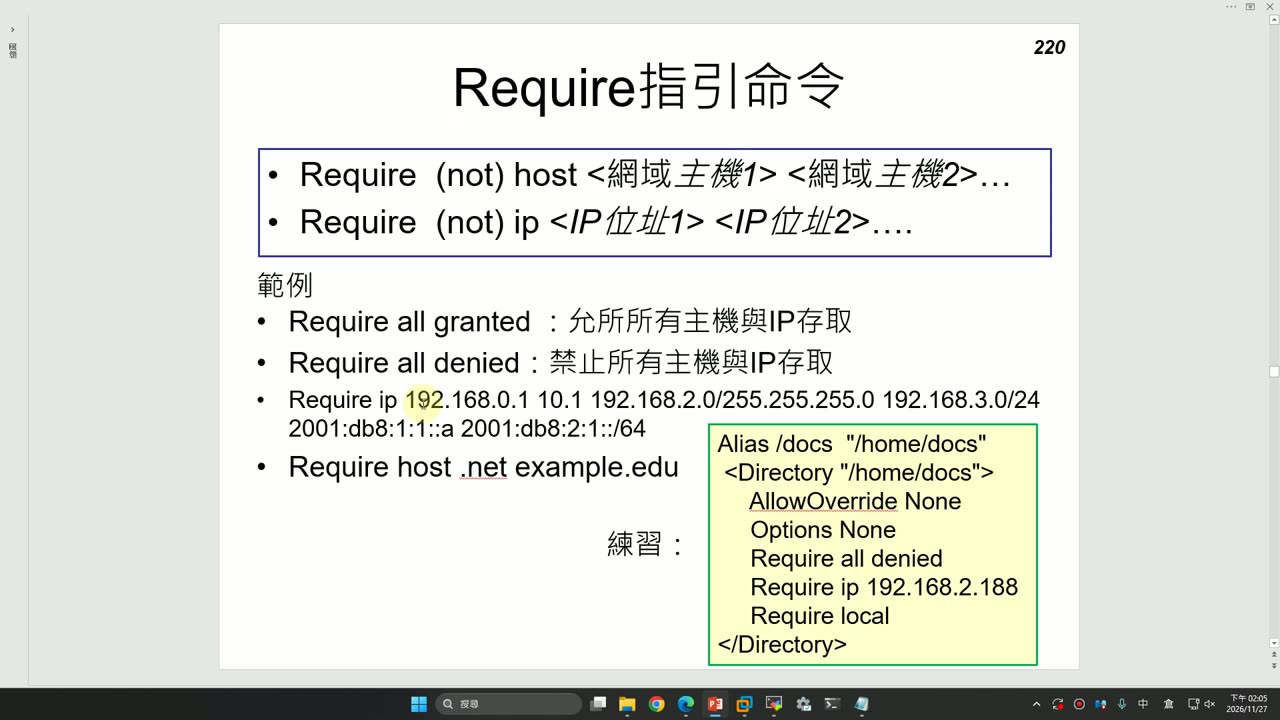 220
Require指引命令
• Require (not) host <網域主機1> <網域主機2>…
• Require (not) ip <IP位址1> <IP位址2>….
範例
• Require all granted ：允所所有主機與IP存取
• Require all denied：禁止所有主機與IP存取
• Require ip 192.168.0.1 10.1 192.168.2.0/255.255.255.0 192.168.3.0/24
2001:db8:1:1::a 2001:db8:2:1::/64
• Require host .net example.edu
練習：
Alias /docs "/home/docs"
<Directory "/home/docs">
AllowOverride None
Options None
Require all denied
Require ip 192.168.2.188
Require local
</Directory>
搜尋
中
下午 02:05
2026/11/27